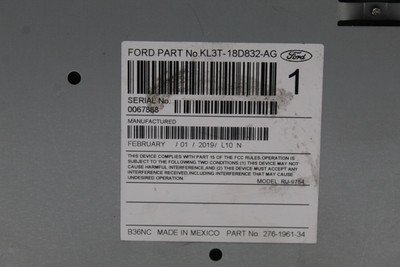 FORD PART No KL3T-18D832-AG
Ford
1
SERIAL No.
0067888
MANUFACTURED
FEBRUARY / 01 / 2019/ L10 N
THIS DEVICE COMPLIES WITH PART 15 OF THE FCC RULES OPERATION IS
SUBJECT TO THE FOLLOWING TWO CONDITIONS (1) THIS DEVICE MAY NOT
CAUSE HARMFUL INTERFERENCE AND (2) THIS DEVICE MUST ACCEPT ANY
INTERFERENCE RECEIVED,INCLUDING INTERFERENCE THAT MAY CAUSE
UNDESIRED OPERATION. MODEL: RU-9754
B36NC MADE IN MEXICO PART No. 276-1961-34